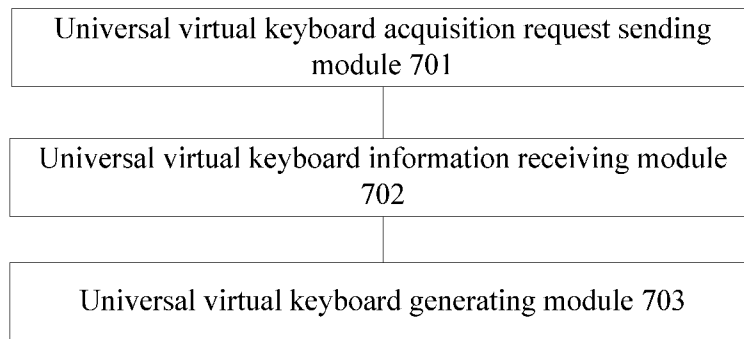 Universal virtual keyboard acquisition request sending
module 701
Universal virtual keyboard information receiving module
702
Universal virtual keyboard generating module 703